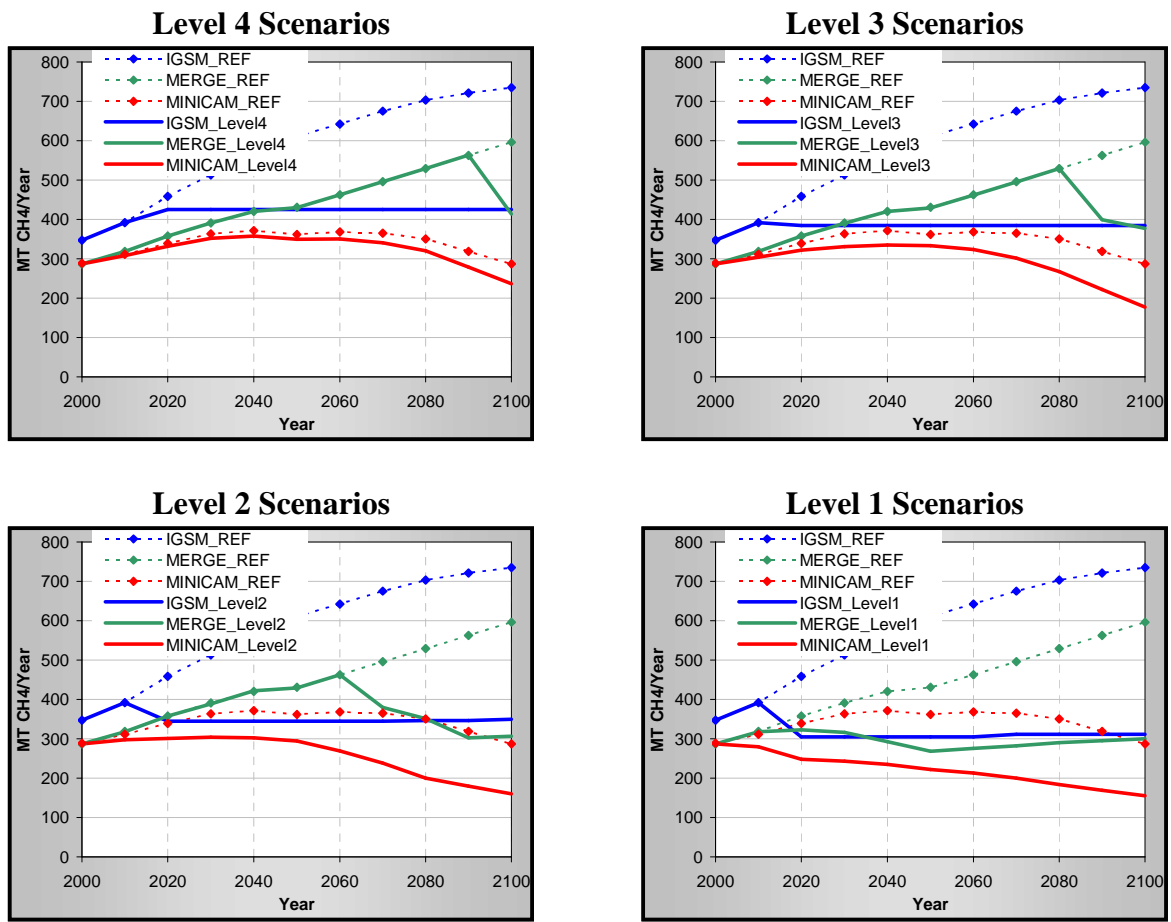 Level 4 Scenarios
IGSM_REF
MERGE_REF
MINICAM_REF
IGSM_Level4
MERGE_Level4
MINICAM_Level4
800
700
600
500
400
300
200
100
0
MT CH4/Year
2000 2020 2040 2060 2080 2100
Year
Level 3 Scenarios
IGSM_REF
MERGE_REF
MINICAM_REF
IGSM_Level3
MERGE_Level3
MINICAM_Level3
800
700
600
500
400
300
200
100
0
MT CH4/Year
2000 2020 2040 2060 2080 2100
Year
Level 2 Scenarios
IGSM_REF
MERGE_REF
MINICAM_REF
IGSM_Level2
MERGE_Level2
MINICAM_Level2
800
700
600
500
400
300
200
100
0
MT CH4/Year
2000 2020 2040 2060 2080 2100
Year
Level 1 Scenarios
IGSM_REF
MERGE_REF
MINICAM_REF
IGSM_Level1
MERGE_Level1
MINICAM_Level1
800
700
600
500
400
300
200
100
0
MT CH4/Year
2000 2020 2040 2060 2080 2100
Year